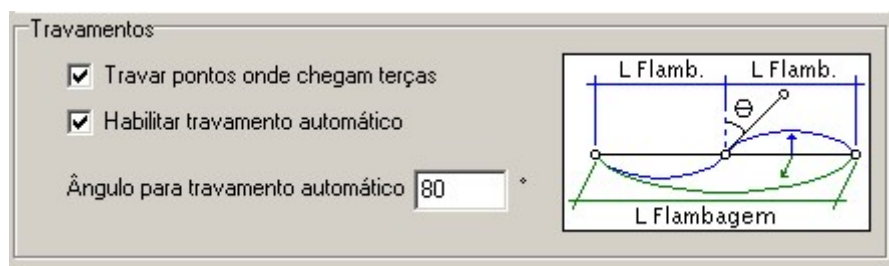 Travamentos
Travar pontos onde chegam terças
Habilitar travamento automático
Ângulo para travamento automático 80 °
L Flamb. L Flamb.
Θ
L Flambagem